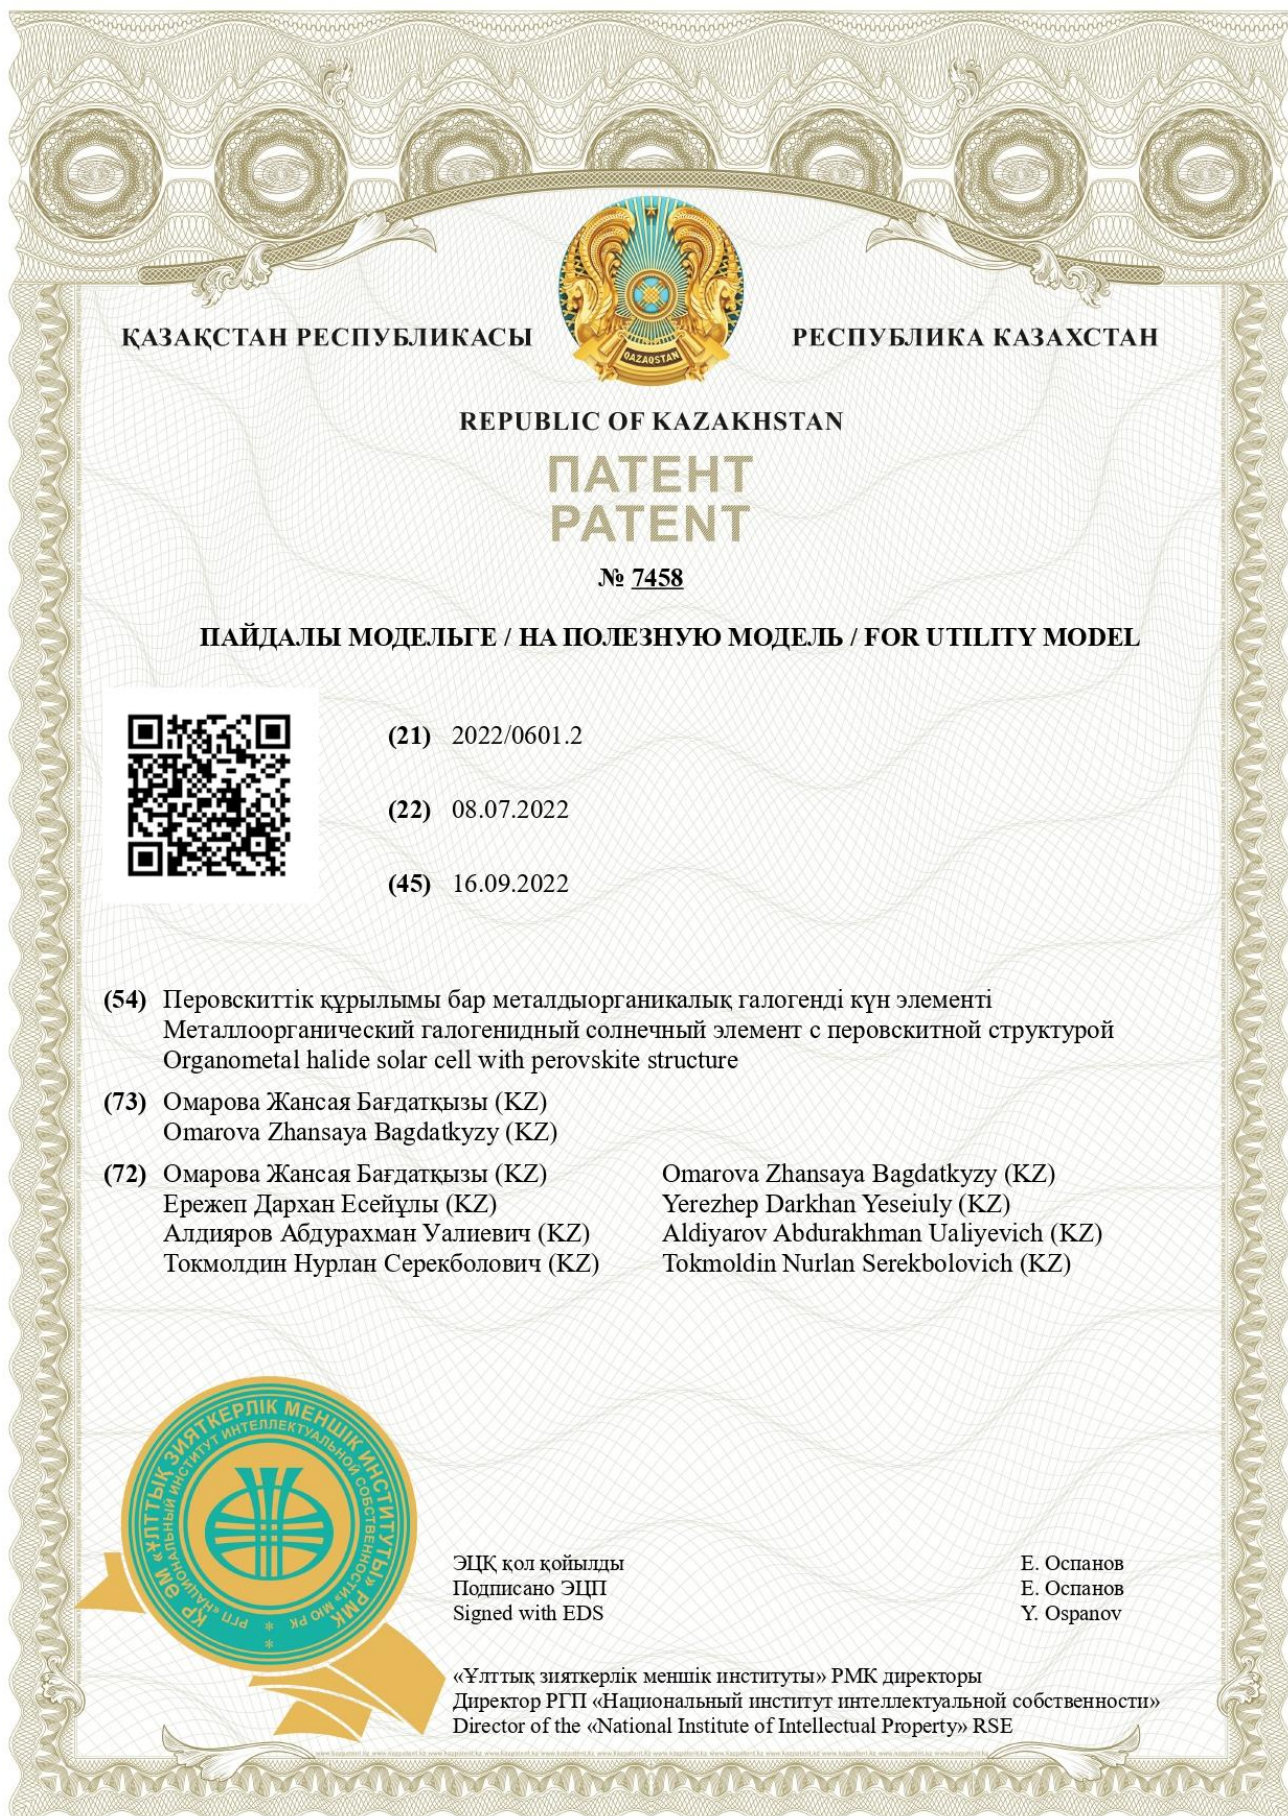 ҚАЗАҚСТАН РЕСПУБЛИКАСЫ
РЕСПУБЛИКА КАЗАХСТАН
QAZAQSTAN
REPUBLIC OF KAZAKHSTAN
ПАТЕНТ
PATENT
№ 7458
ПАЙДАЛЫ МОДЕЛЬГЕ / НА ПОЛЕЗНУЮ МОДЕЛЬ / FOR UTILITY MODEL
(21) 2022/0601.2
(22) 08.07.2022
(45) 16.09.2022
(54) Перовскиттік құрылымы бар металдыорганикалық галогенді күн элементі
Металлоорганический галогенидный солнечный элемент с перовскитной структурой
Organometal halide solar cell with perovskite structure
(73) Омарова Жансая Бағдатқызы (KZ)
Omarova Zhansaya Bagdatkyzy (KZ)
(72) Омарова Жансая Бағдатқызы (KZ) Omarova Zhansaya Bagdatkyzy (KZ)
Ережеп Дархан Есейұлы (KZ) Yerezhep Darkhan Yeseiuly (KZ)
Алдияров Абдурахман Уалиевич (KZ) Aldiyarov Abdurakhman Ualiyevich (KZ)
Токмолдин Нурлан Серекболович (KZ) Tokmoldin Nurlan Serekbolovich (KZ)
ҚР ӘМ «ҰЛТТЫҚ ЗИЯТКЕРЛІК МЕНШІК ИНСТИТУТЫ» РМК
РГП «НАЦИОНАЛЬНЫЙ ИНСТИТУТ ИНТЕЛЛЕКТУАЛЬНОЙ СОБСТВЕННОСТИ» МЮ РК
ЭЦҚ қол қойылды Е. Оспанов
Подписано ЭЦП Е. Оспанов
Signed with EDS Y. Ospanov
«Ұлттық зияткерлік меншік институты» РМК директоры
Директор РГП «Национальный институт интеллектуальной собственности»
Director of the «National Institute of Intellectual Property» RSE